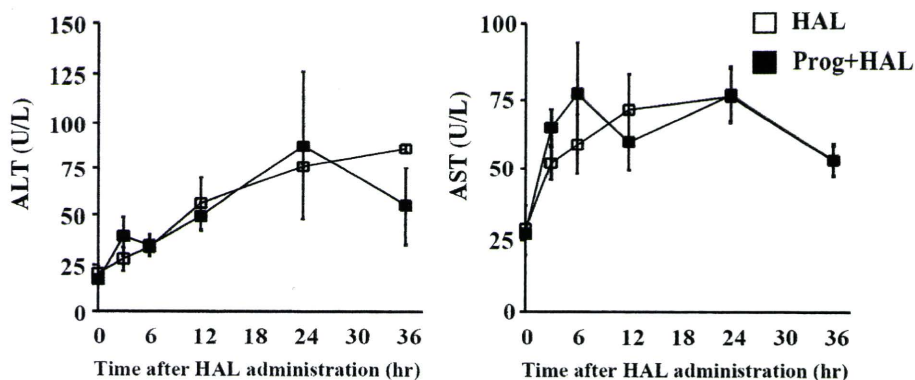 ALT (U/L)
150
125
100
75
50
25
0
0 6 12 18 24 30 36
Time after HAL administration (hr)
AST (U/L)
100
75
50
25
0
0 6 12 18 24 30 36
Time after HAL administration (hr)
HAL
Prog+HAL